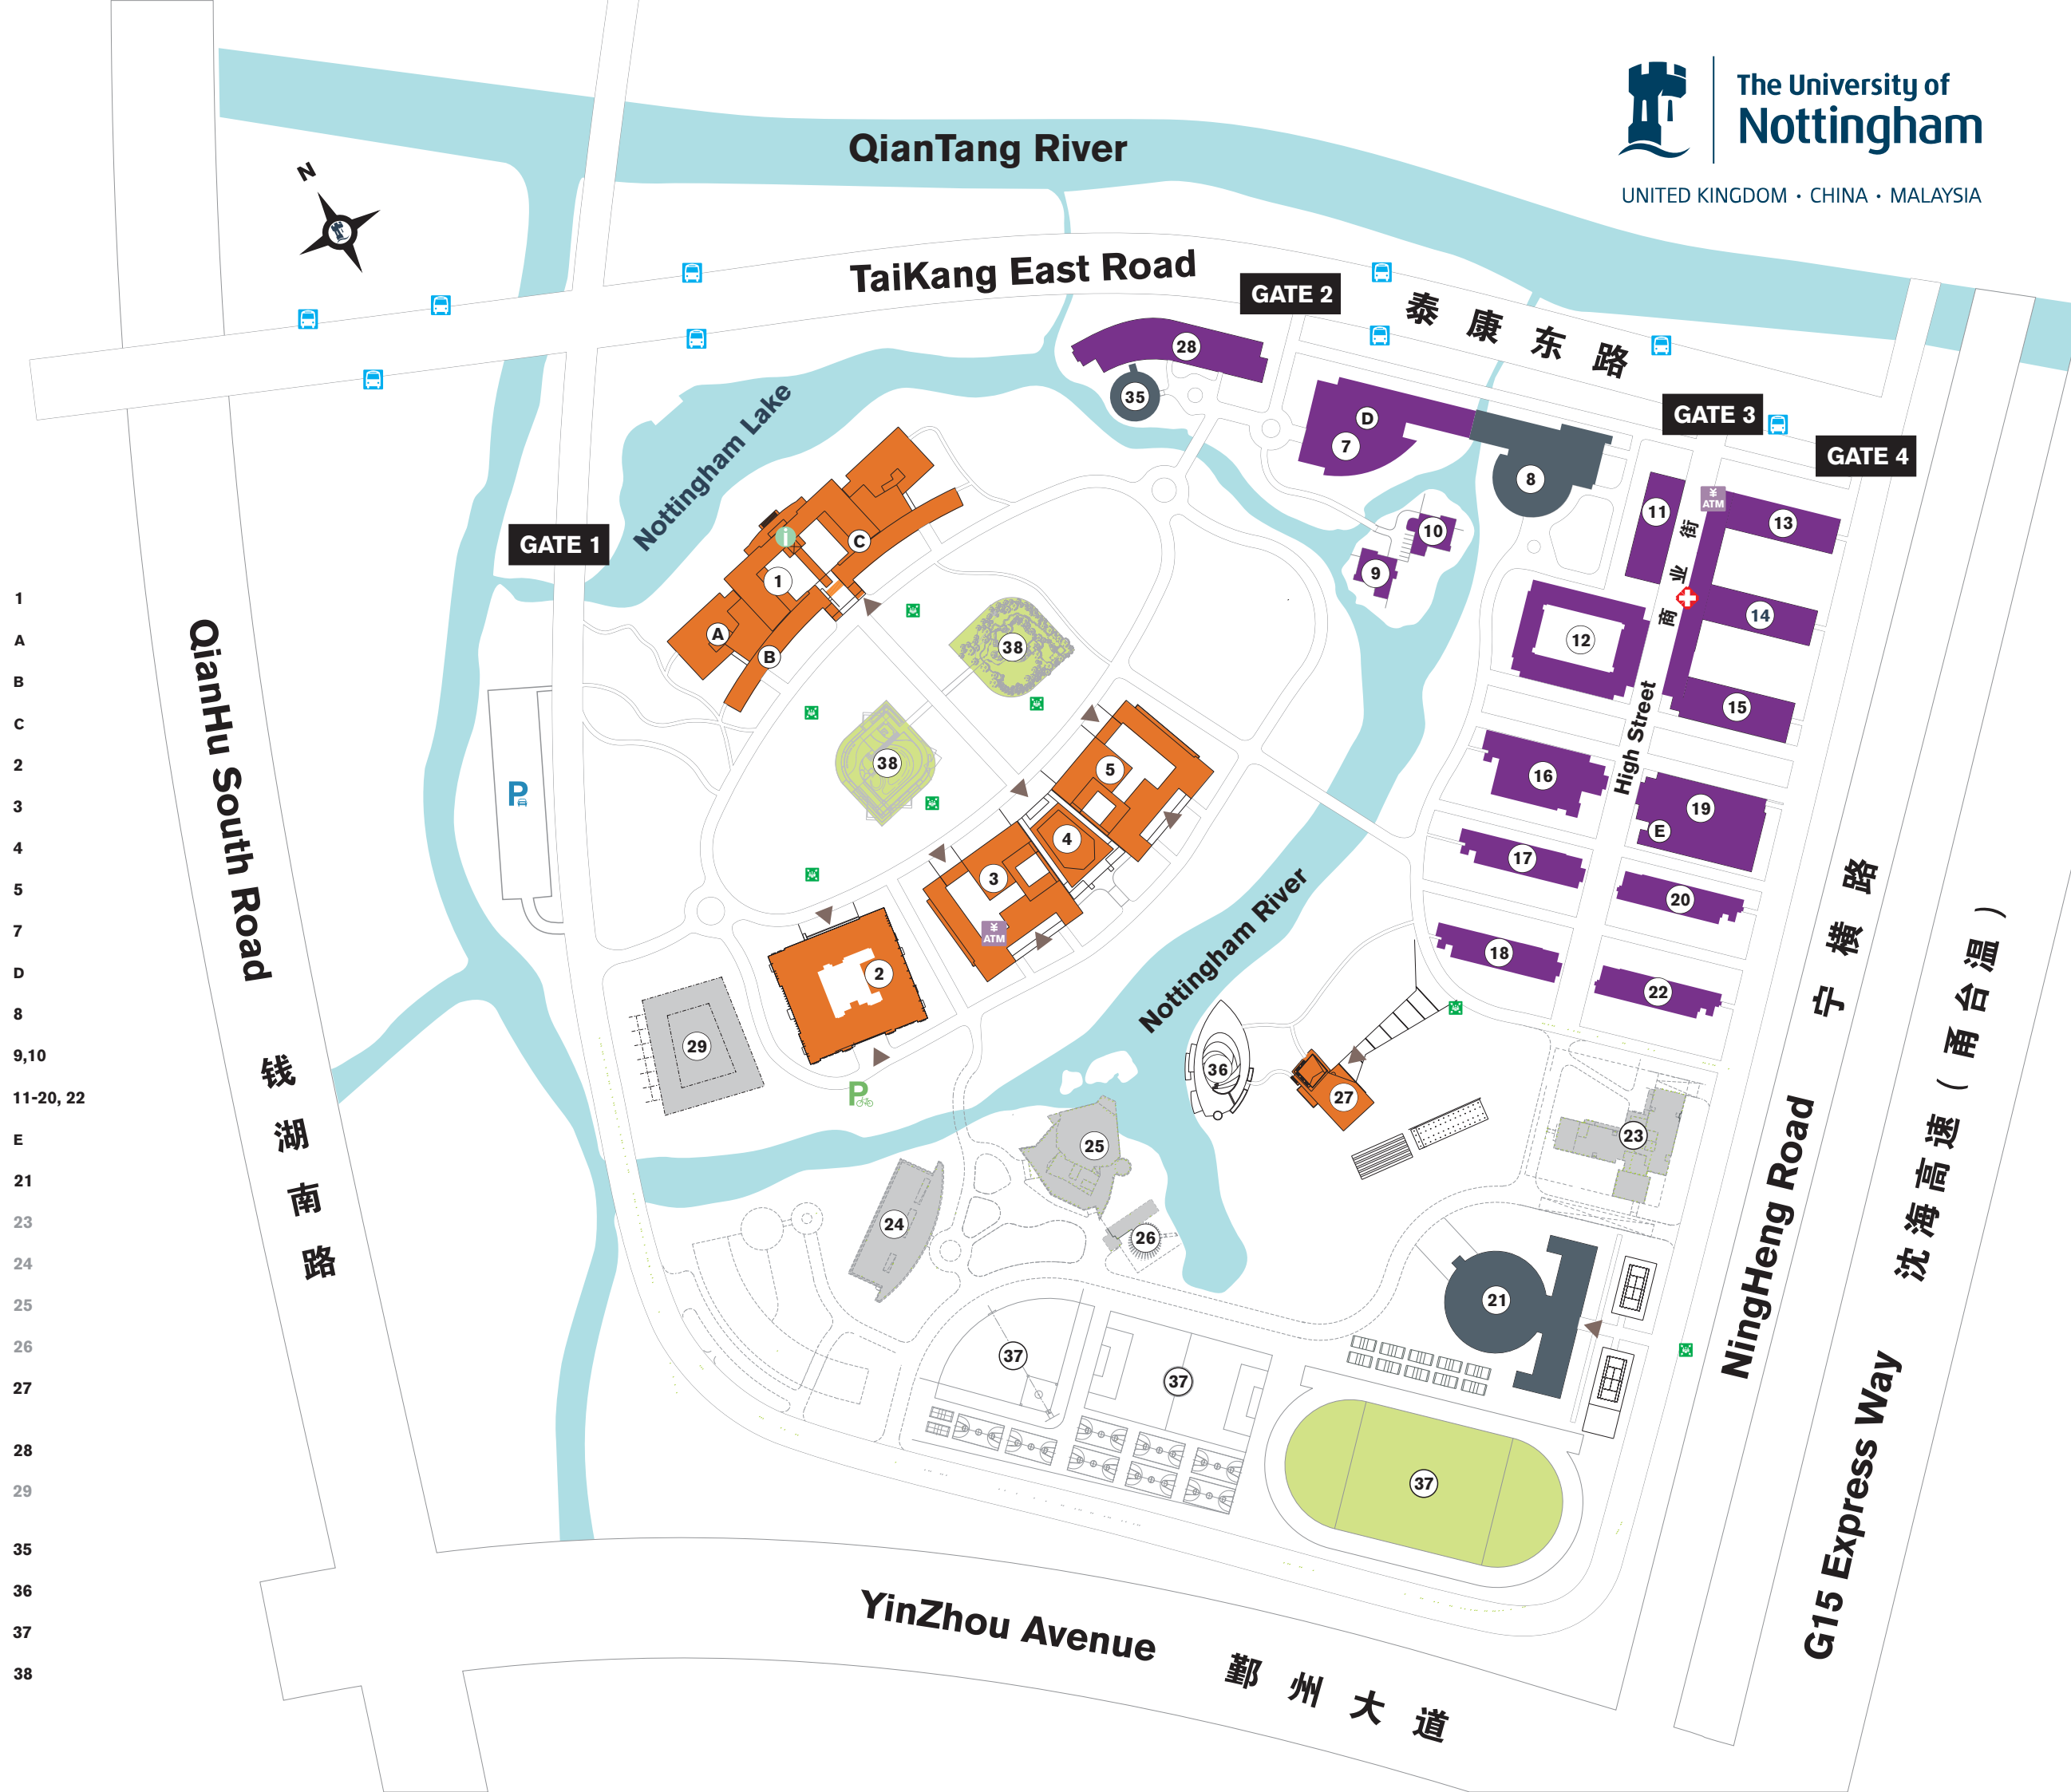 The University of
Nottingham
UNITED KINGDOM · CHINA · MALAYSIA
QianTang River
N
TaiKang East Road
泰康东路
GATE 2
GATE 3
GATE 4
GATE 1
Nottingham Lake
28
35
D
7
8
10
9
11
¥
ATM
13
14
12
15
街
业
商
High Street
16
19
E
17
20
18
22
i
1
C
A
B
38
38
5
4
3
¥
ATM
2
29
P
P
Nottingham River
36
27
25
26
24
23
21
37
37
37
QianHu South Road
钱湖南路
NingHeng Road
宁横路
G15 Express Way
沈海高速(甬台温)
YinZhou Avenue
鄞州大道
1
A
B
C
2
3
4
5
7
D
8
9,10
11-20, 22
E
21
23
24
25
26
27
28
29
35
36
37
38